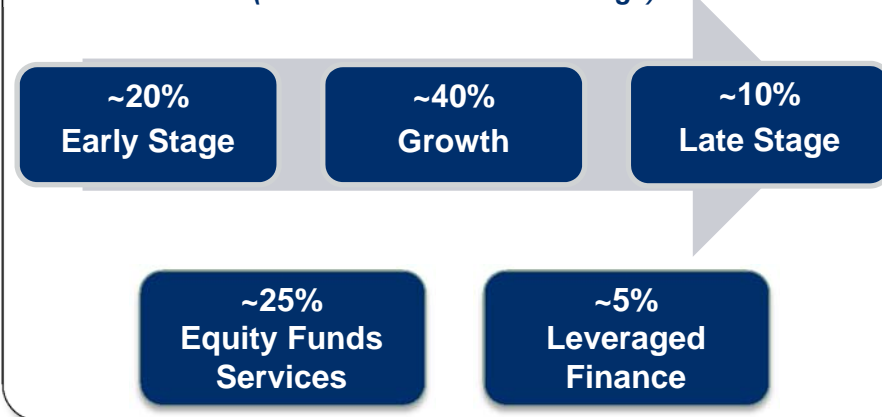 ~20%
Early Stage
~40%
Growth
~10%
Late Stage
~25%
Equity Funds
Services
~5%
Leveraged
Finance